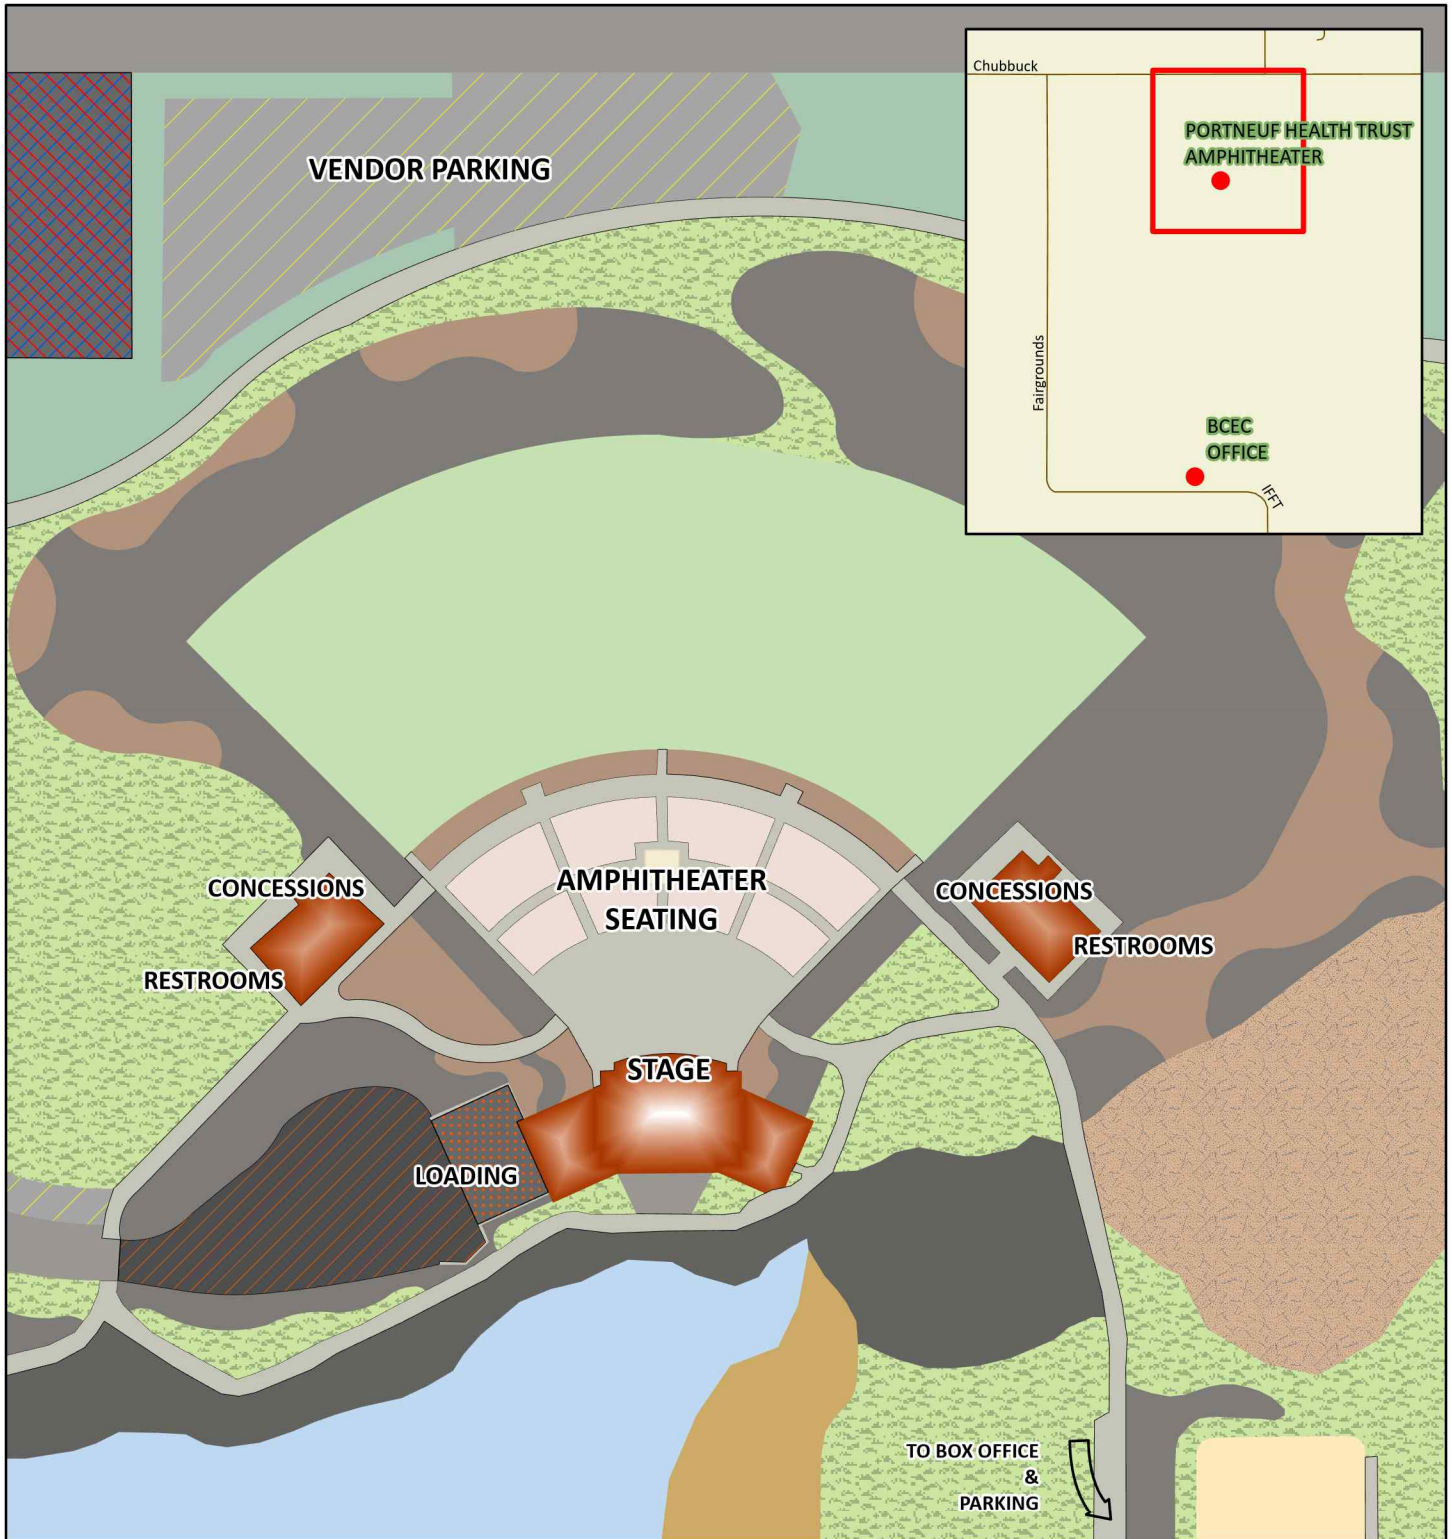 Chubbuck
PORTNEUF HEALTH TRUST
AMPHITHEATER
VENDOR PARKING
Fairgrounds
BCEC
OFFICE
IFFT
AMPHITHEATER
SEATING
CONCESSIONS
CONCESSIONS
RESTROOMS
RESTROOMS
STAGE
LOADING
TO BOX OFFICE
&
PARKING